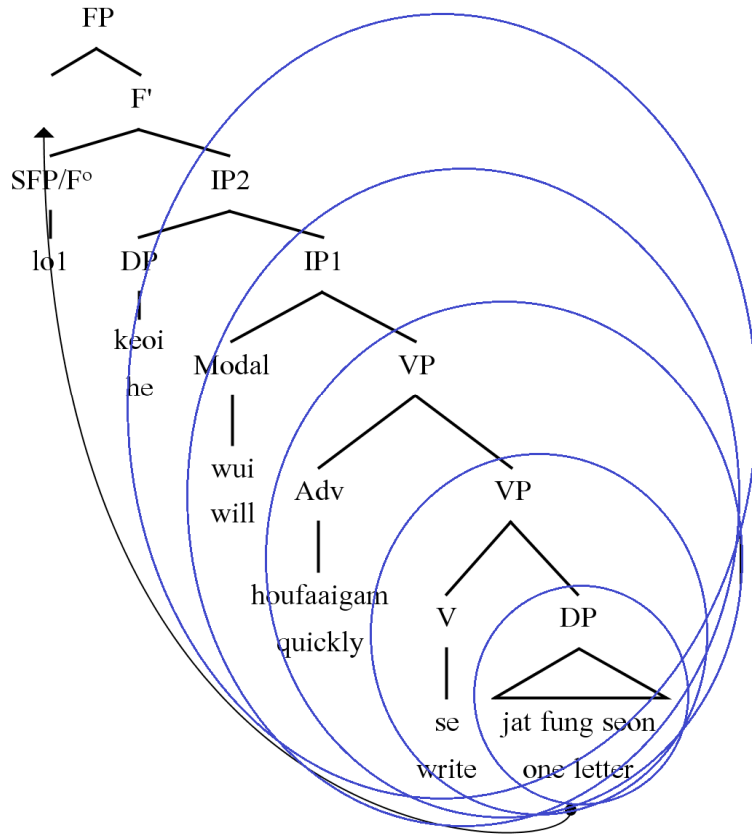 FP
F'
SFP/Fº IP2
lo1 DP IP1
keoi
he
Modal VP
wui
will
Adv VP
houfaaigam
quickly
V DP
se jat fung seon
write one letter